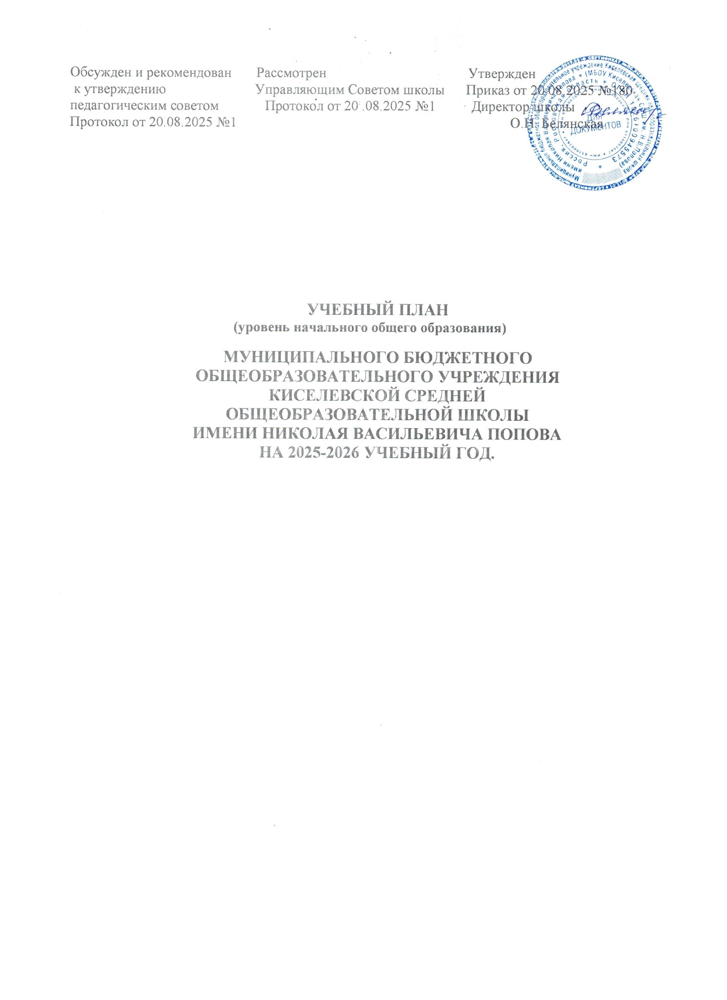 Обсужден и рекомендован
к утверждению
педагогическим советом
Протокол от 20.08.2025 №1
Рассмотрен
Управляющим Советом школы
Протокол от 20 .08.2025 №1
Утвержден
Приказ от 20.08.2025 №180
Директор школы
О.Н. Белянская
ДЛЯ
ДОКУМЕНТОВ
УЧЕБНЫЙ ПЛАН
(уровень начального общего образования)
МУНИЦИПАЛЬНОГО БЮДЖЕТНОГО
ОБЩЕОБРАЗОВАТЕЛЬНОГО УЧРЕЖДЕНИЯ
КИСЕЛЕВСКОЙ СРЕДНЕЙ
ОБЩЕОБРАЗОВАТЕЛЬНОЙ ШКОЛЫ
ИМЕНИ НИКОЛАЯ ВАСИЛЬЕВИЧА ПОПОВА
НА 2025-2026 УЧЕБНЫЙ ГОД.